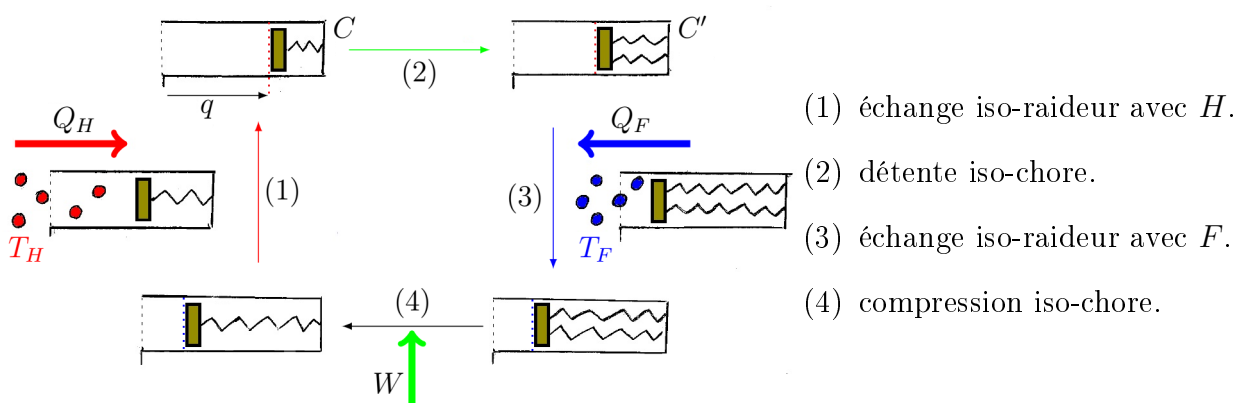 C
(2)
C′
q
Q_H
(1)
T_H
(3)
Q_F
T_F
(4)
W
(1) échange iso-raideur avec H.
(2) détente iso-chore.
(3) échange iso-raideur avec F.
(4) compression iso-chore.